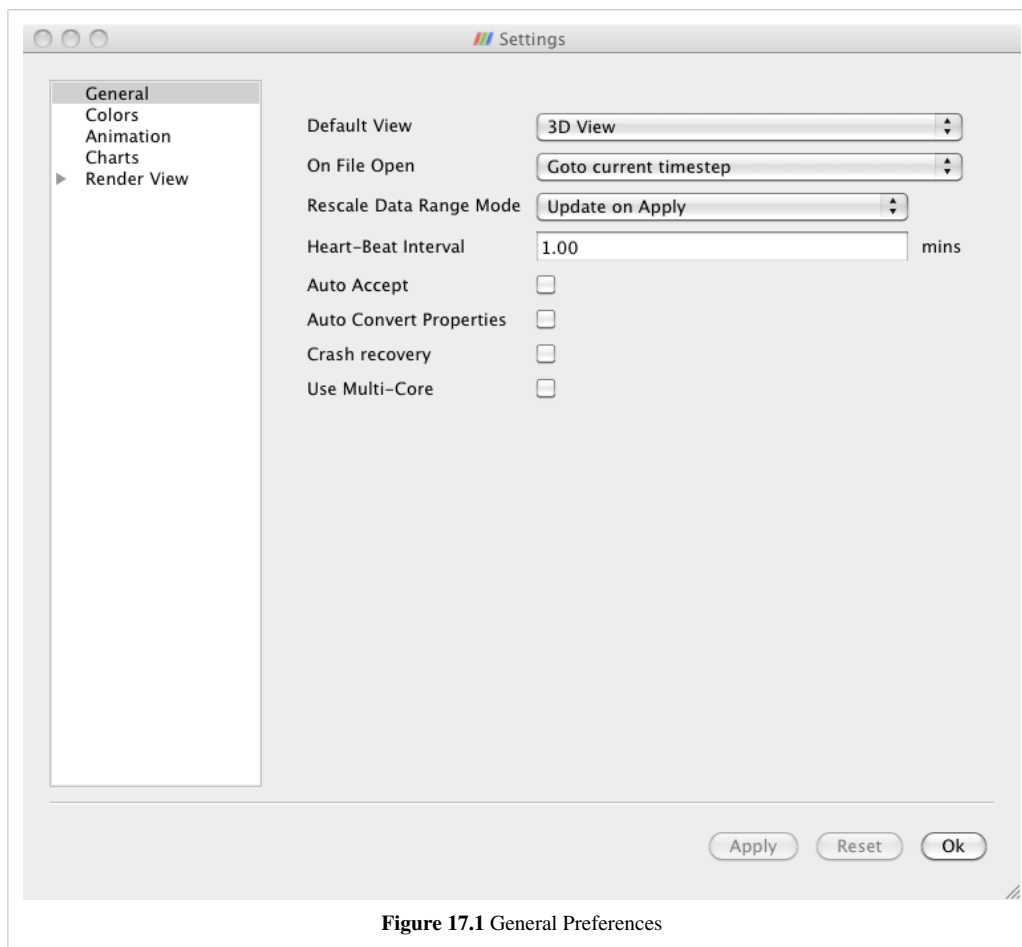 Settings
General
Colors
Animation
Charts
Render View
Default View 3D View
On File Open Goto current timestep
Rescale Data Range Mode Update on Apply
Heart-Beat Interval 1.00 mins
Auto Accept
Auto Convert Properties
Crash recovery
Use Multi-Core
Apply Reset Ok
Figure 17.1 General Preferences